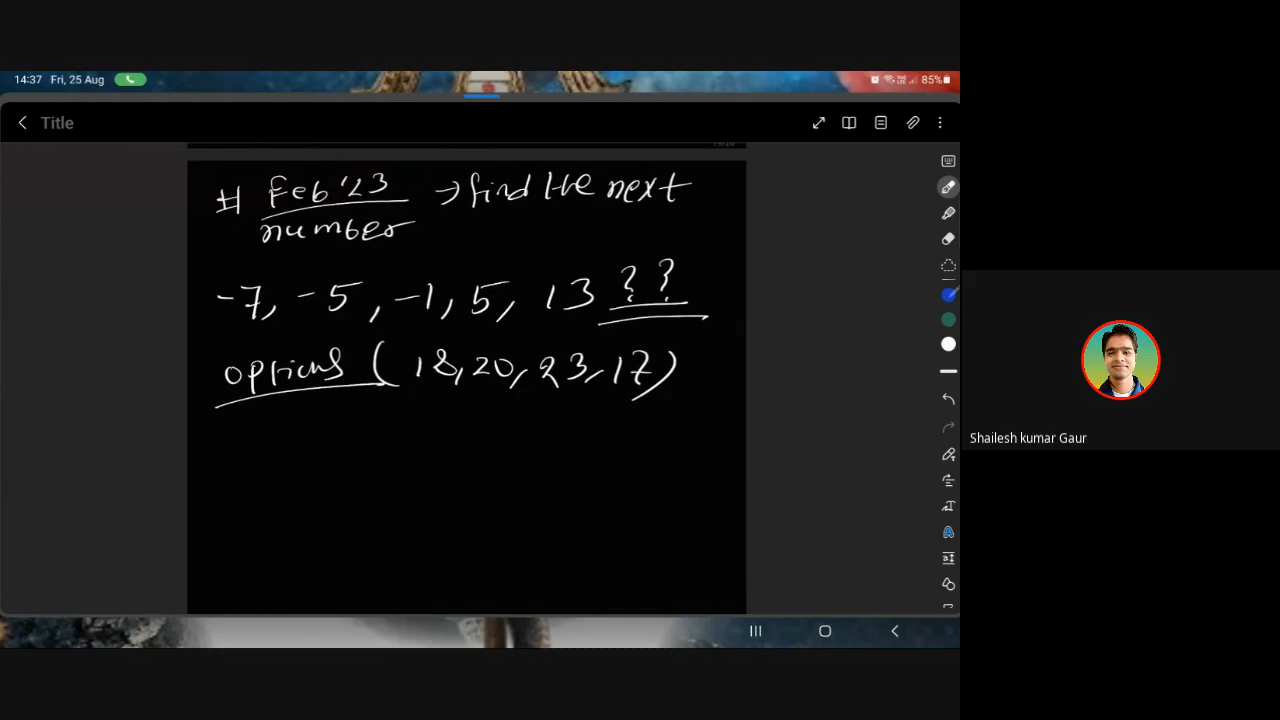 14:37 Fri, 25 Aug
85%
Title
# Feb '23 → find the next
number
-7, -5, -1, 5, 13 ??
options (18, 20, 23, 17)
Shailesh kumar Gaur